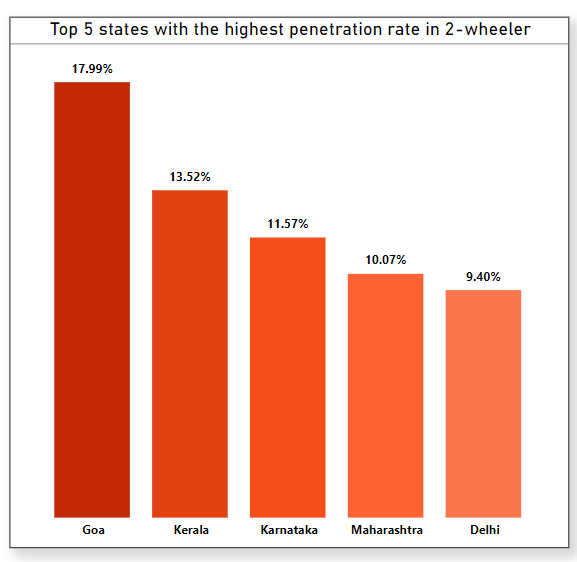 Top 5 states with the highest penetration rate in 2-wheeler
17.99%
13.52%
11.57%
10.07%
9.40%
Goa
Kerala
Karnataka
Maharashtra
Delhi